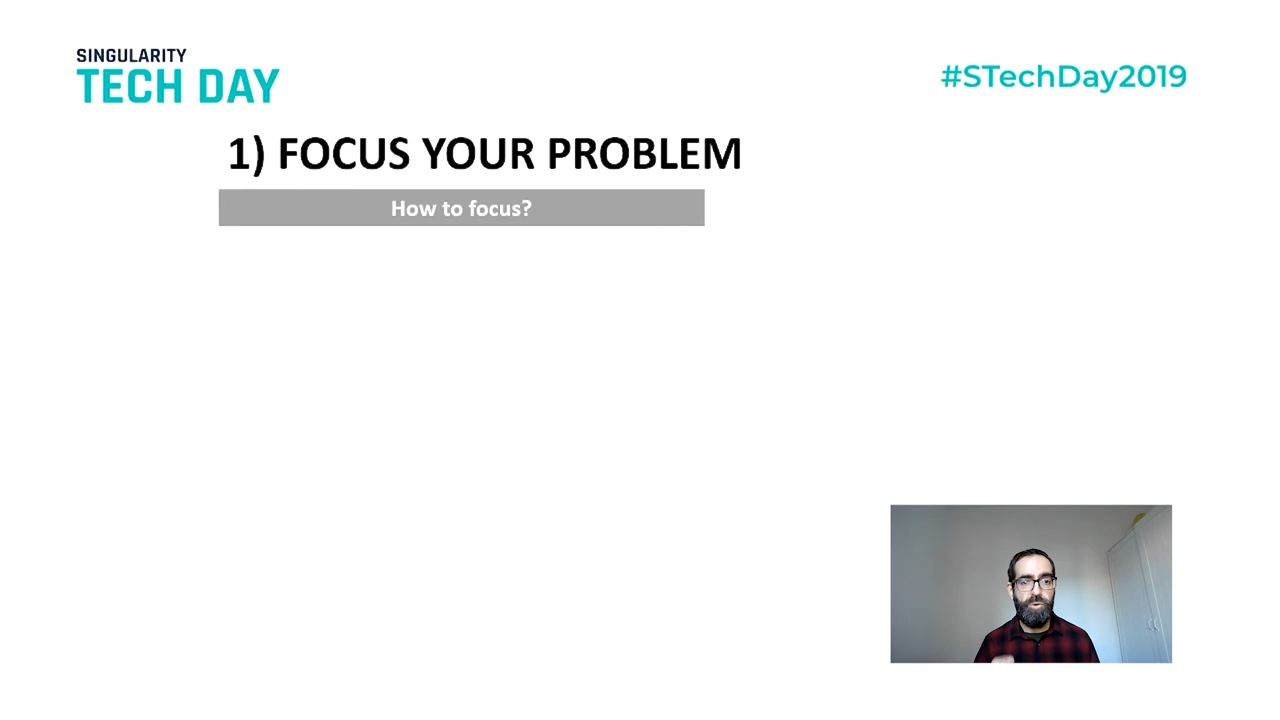 SINGULARITY
TECH DAY
#STechDay2019
1) FOCUS YOUR PROBLEM
How to focus?